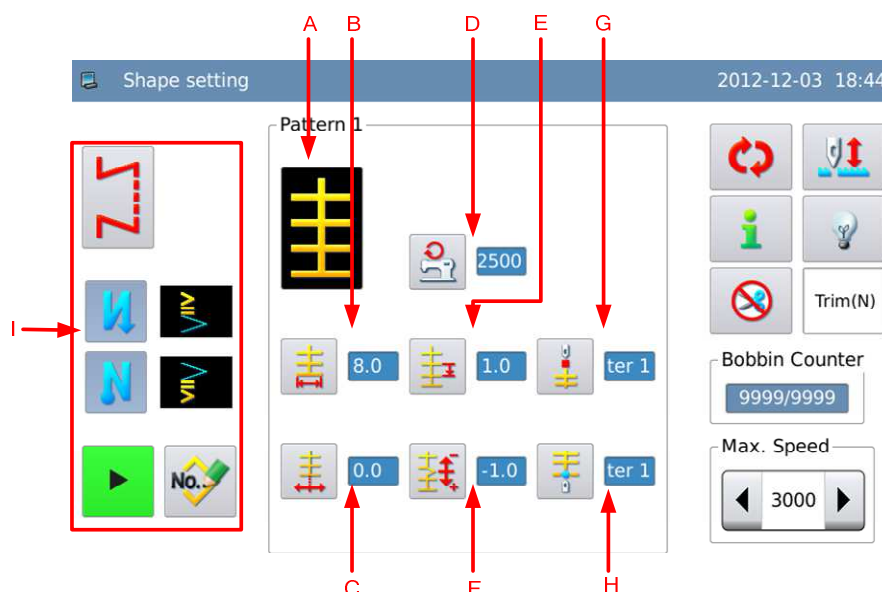 A B D E G
Shape setting 2012-12-03 18:44
Pattern 1
2500
Trim(N)
I
8.0 1.0 ter 1
Bobbin Counter
9999/9999
Max. Speed
No. 0.0 -1.0 ter 1
3000
C F H